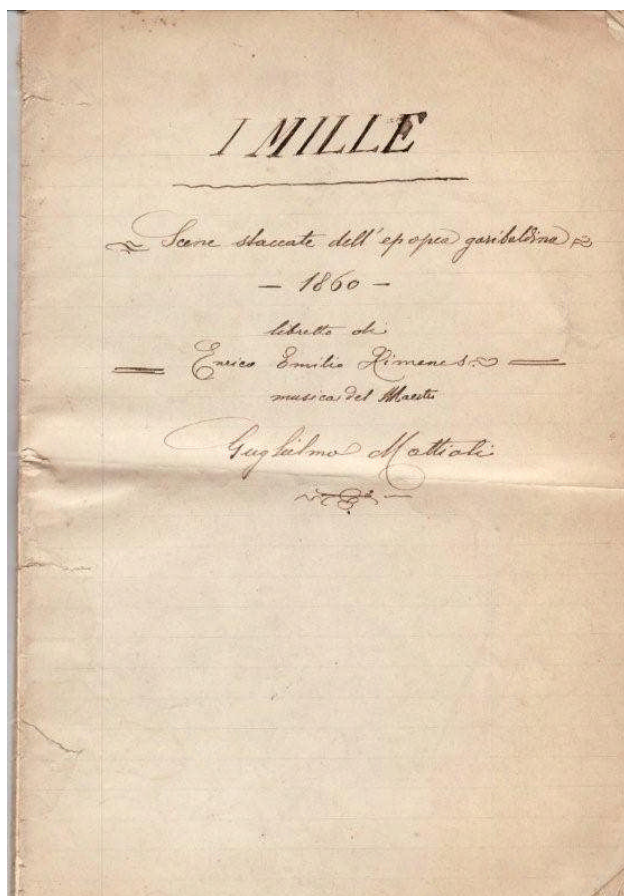 I MILLE
Scene staccate dell'epopea garibaldina
— 1860 —
libretto di
Enrico Emilio Ximenes
musica del Maestro
Guglielmo Mattioli